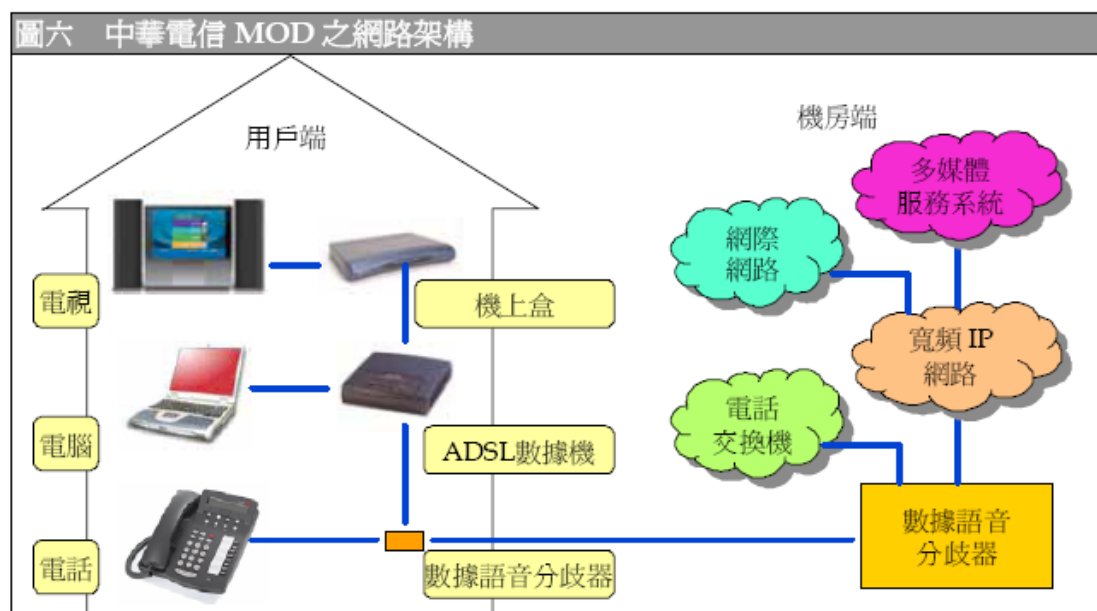 圖六 中華電信 MOD 之網路架構
用戶端
機房端
多媒體
服務系統
網際
網路
電視
機上盒
寬頻 IP
網路
電話
交換機
電腦
ADSL數據機
數據語音
分歧器
電話
數據語音分歧器